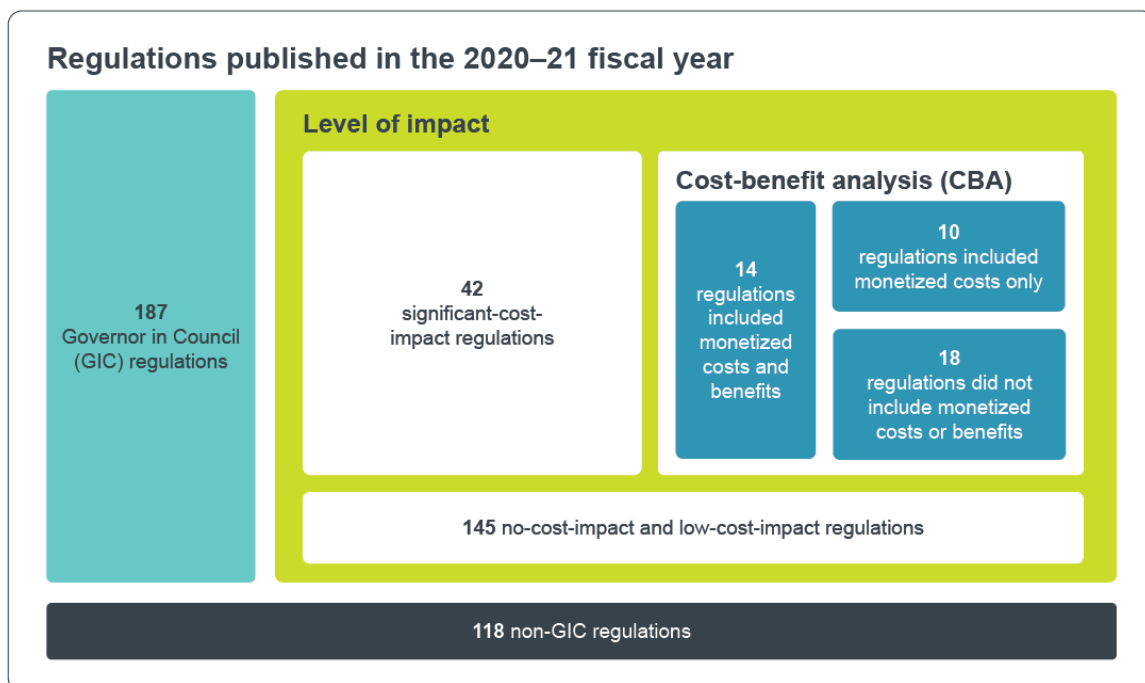 Regulations published in the 2020–21 fiscal year
187
Governor in Council
(GIC) regulations
Level of impact
42
significant-cost-
impact regulations
Cost-benefit analysis (CBA)
14
regulations
included
monetized
costs and
benefits
10
regulations included
monetized costs only
18
regulations did not
include monetized
costs or benefits
145 no-cost-impact and low-cost-impact regulations
118 non-GIC regulations